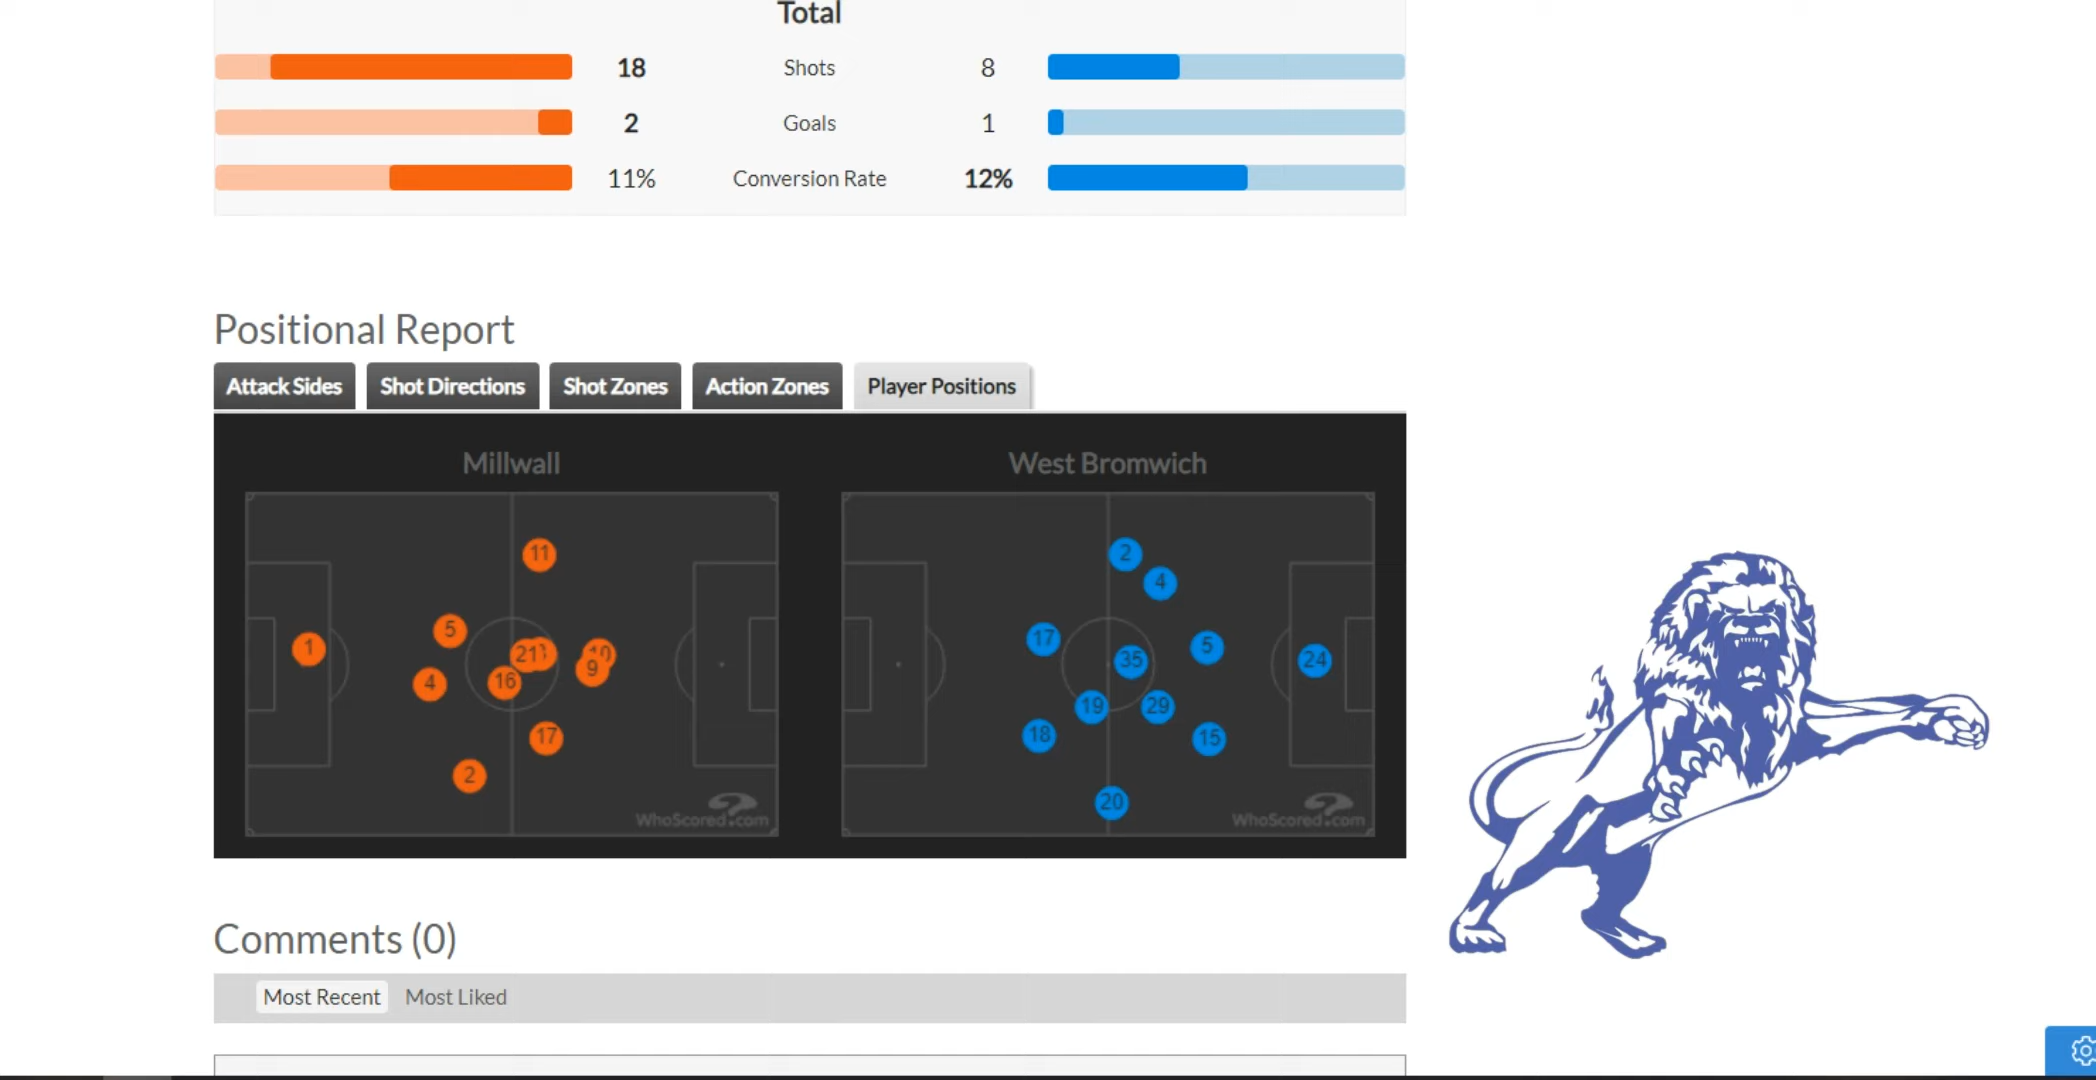 Total
18 Shots 8
2 Goals 1
11% Conversion Rate 12%
Positional Report
Attack Sides Shot Directions Shot Zones Action Zones Player Positions
Millwall West Bromwich
11 2
4
5 17 5
1 21 10 35 24
4 16 9
19 29
17 18 15
2 20
WhoScored.com WhoScored.com
Comments (0)
Most Recent Most Liked